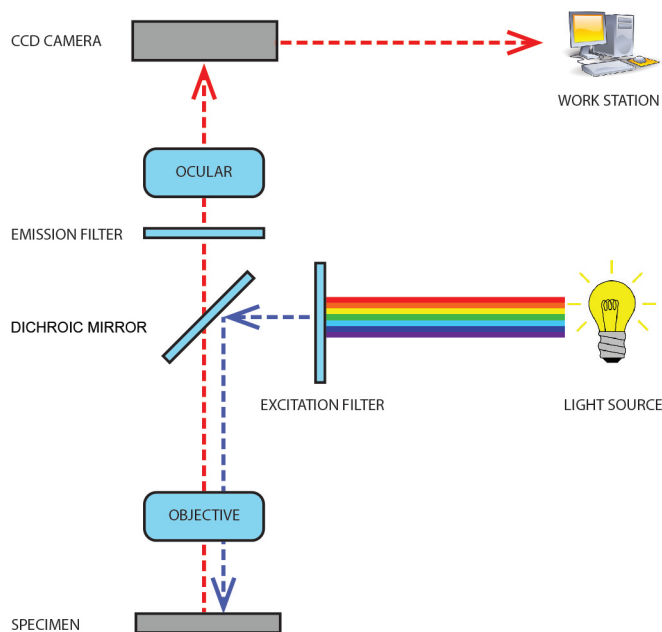 CCD CAMERA
WORK STATION
OCULAR
EMISSION FILTER
DICHROIC MIRROR
EXCITATION FILTER
LIGHT SOURCE
OBJECTIVE
SPECIMEN